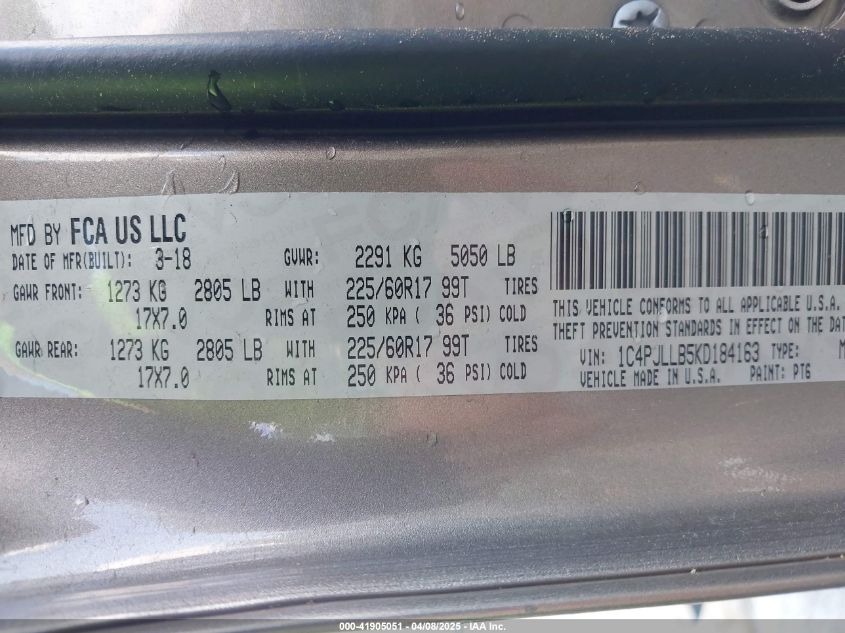 MFD BY FCA US LLC
DATE OF MFR(BUILT): 3-18 GVWR: 2291 KG 5050 LB
GAWR FRONT: 1273 KG 2805 LB WITH 225/60R17 99T TIRES
17X7.0 RIMS AT 250 KPA ( 36 PSI) COLD
GAWR REAR: 1273 KG 2805 LB WITH 225/60R17 99T TIRES
17X7.0 RIMS AT 250 KPA ( 36 PSI) COLD
THIS VEHICLE CONFORMS TO ALL APPLICABLE U.S.A.
THEFT PREVENTION STANDARDS IN EFFECT ON THE DAT
VIN: 1C4PJLLB5KD184163 TYPE: M
VEHICLE MADE IN U.S.A. PAINT: PT6
000-41905051 04/08/2025 - IAA Inc.